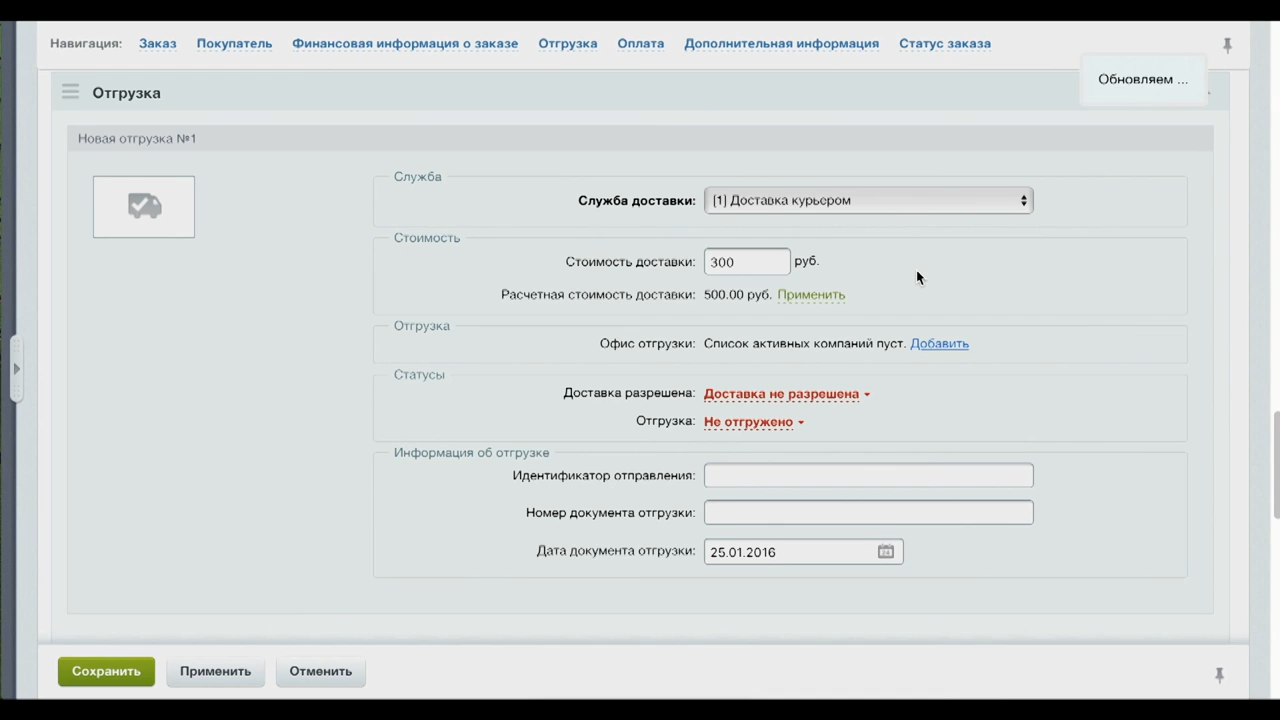 Навигация: Заказ Покупатель Финансовая информация о заказе Отгрузка Оплата Дополнительная информация Статус заказа
Обновляем ...
Отгрузка
Новая отгрузка №1
Служба
Служба доставки: [1] Доставка курьером
Стоимость
Стоимость доставки: 300 руб.
Расчетная стоимость доставки: 500.00 руб. Применить
Отгрузка
Офис отгрузки: Список активных компаний пуст. Добавить
Статусы
Доставка разрешена: Доставка не разрешена
Отгрузка: Не отгружено
Информация об отгрузке
Идентификатор отправления:
Номер документа отгрузки:
Дата документа отгрузки: 25.01.2016
Сохранить Применить Отменить